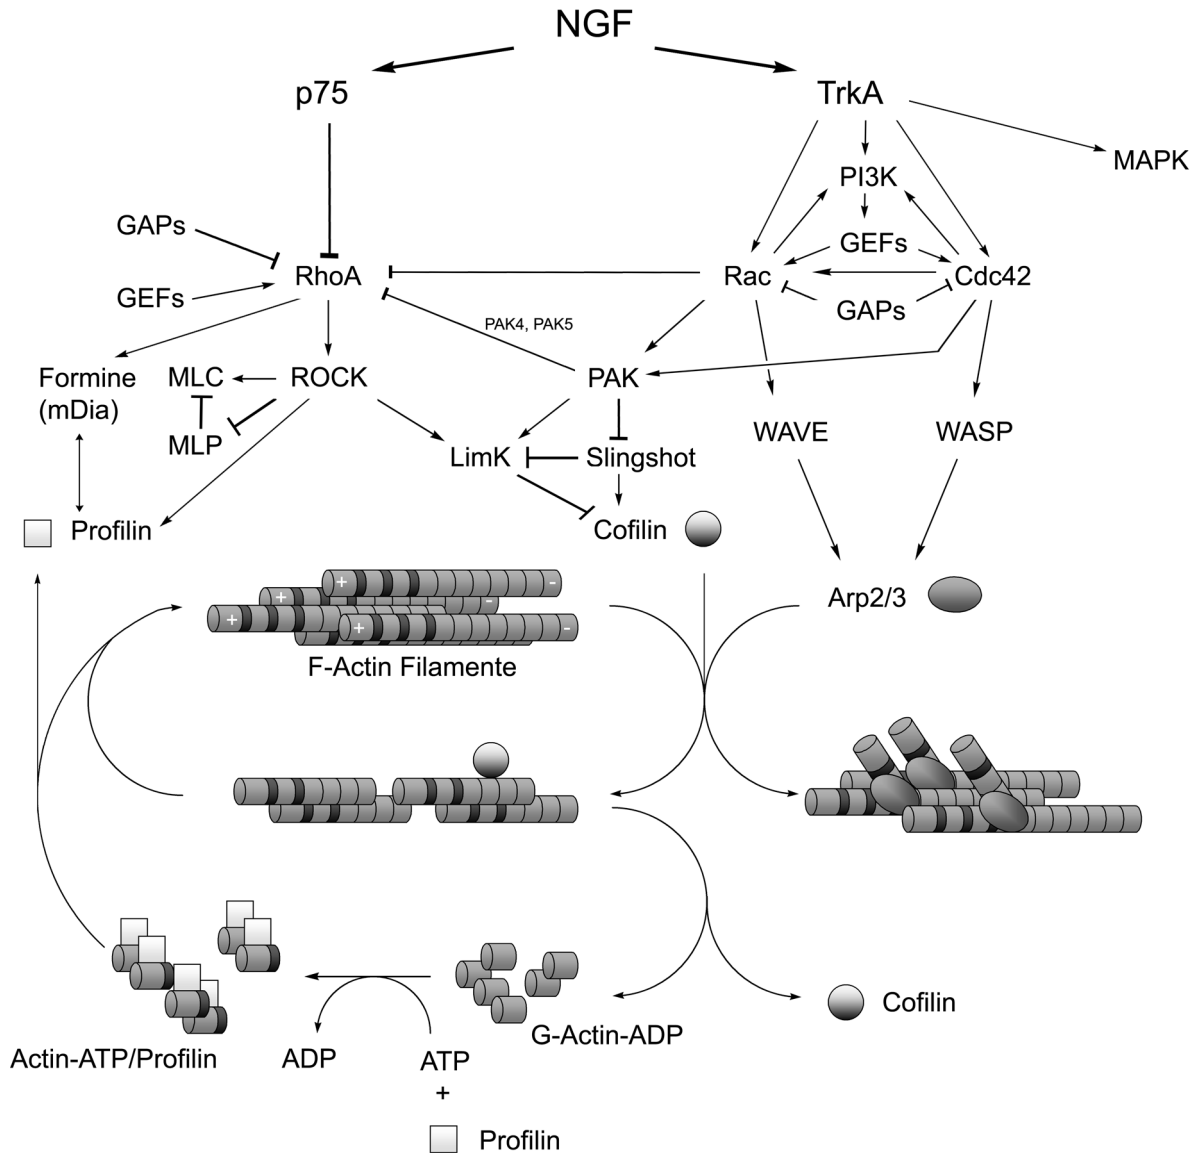 NGF
p75
TrkA
MAPK
PI3K
GAPs
GEFs
RhoA
Rac
Cdc42
GEFs
GAPs
PAK4, PAK5
Formine
(mDia)
MLC
ROCK
PAK
MLP
LimK
Slingshot
WAVE
WASP
Profilin
Cofilin
Arp2/3
+ -
+ -
+
+ -
F-Actin Filamente
G-Actin-ADP
Cofilin
Actin-ATP/Profilin
ADP
ATP
+
Profilin